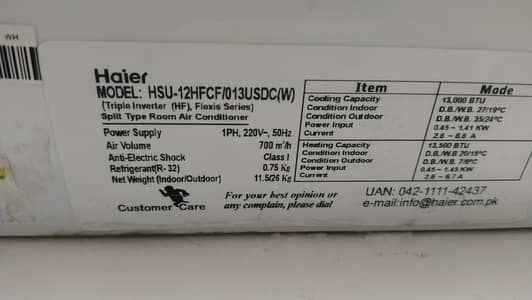 WH
Haier
MODEL: HSU-12HFCF/013USDC(W)
(Triple Inverter (HF), Flexis Series)
Split Type Room Air Conditioner
Power Supply 1PH, 220V~, 50Hz
Air Volume 700 m³/h
Anti-Electric Shock Class I
Refrigerant(R-32) 0.75 Kg
Net Weight (Indoor/Outdoor) 11.5/26 Kg
Customer Care
For your best opinion or
any complain, please dial
Item Mode
Cooling Capacity 13,000 BTU
Condition Indoor D.B./W.B. 27/19°C
Condition Outdoor D.B./W.B. 35/24°C
Power Input 0.45 ~ 1.41 KW
Current 2.6 ~ 6.6 A
Heating Capacity 13,500 BTU
Condition Indoor D.B./W.B 20/15°C
Condition Outdoor D.B./W.B. 7/6°C
Power Input 0.45 ~ 1.45 KW
Current 2.6 ~ 6.7 A
UAN: 042-1111-42437
e-mail:info@haier.com.pk